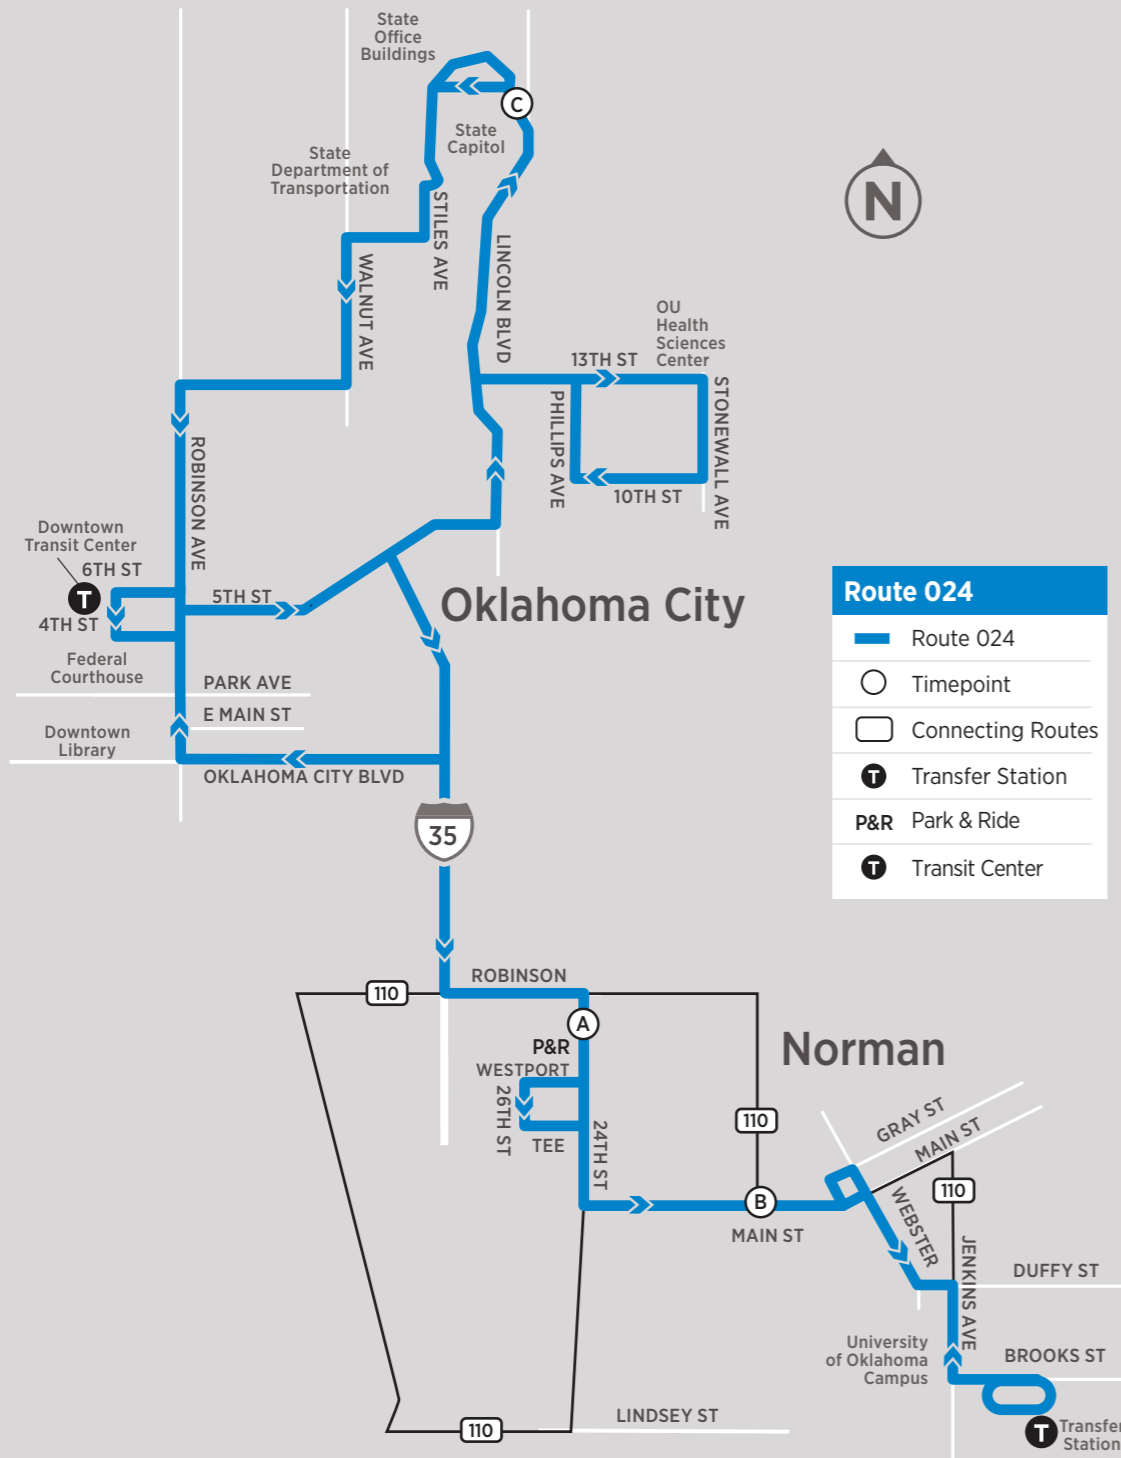 State
Office
Buildings
C
State
Capitol
State
Department of
Transportation
N
STILES AVE
LINCOLN BLVD
WALNUT AVE
OU
Health
Sciences
Center
13TH ST
PHILLIPS AVE
STONEWALL AVE
10TH ST
ROBINSON AVE
Downtown
Transit Center
6TH ST
T
4TH ST
5TH ST
Oklahoma City
Federal
Courthouse
PARK AVE
E MAIN ST
Downtown
Library
OKLAHOMA CITY BLVD
35
Route 024
Route 024
Timepoint
Connecting Routes
T Transfer Station
P&R Park & Ride
T Transit Center
ROBINSON
110
A
P&R
WESTPORT
26TH ST
TEE
24TH ST
Norman
110
B
MAIN ST
GRAY ST
MAIN ST
WEBSTER
110
JENKINS AVE
DUFFY ST
University
of Oklahoma
Campus
BROOKS ST
LINDSEY ST
110
T
Transfer
Station